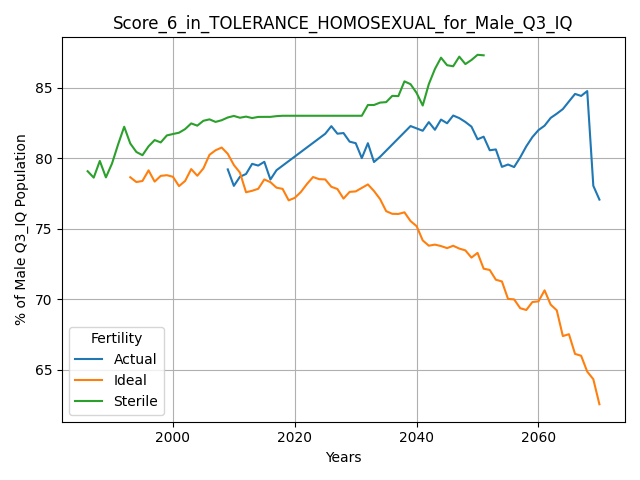 Score_6_in_TOLERANCE_HOMOSEXUAL_for_Male_Q3_IQ
% of Male Q3_IQ Population
85
80
75
70
65
Fertility
Actual
Ideal
Sterile
2000
2020
2040
2060
Years